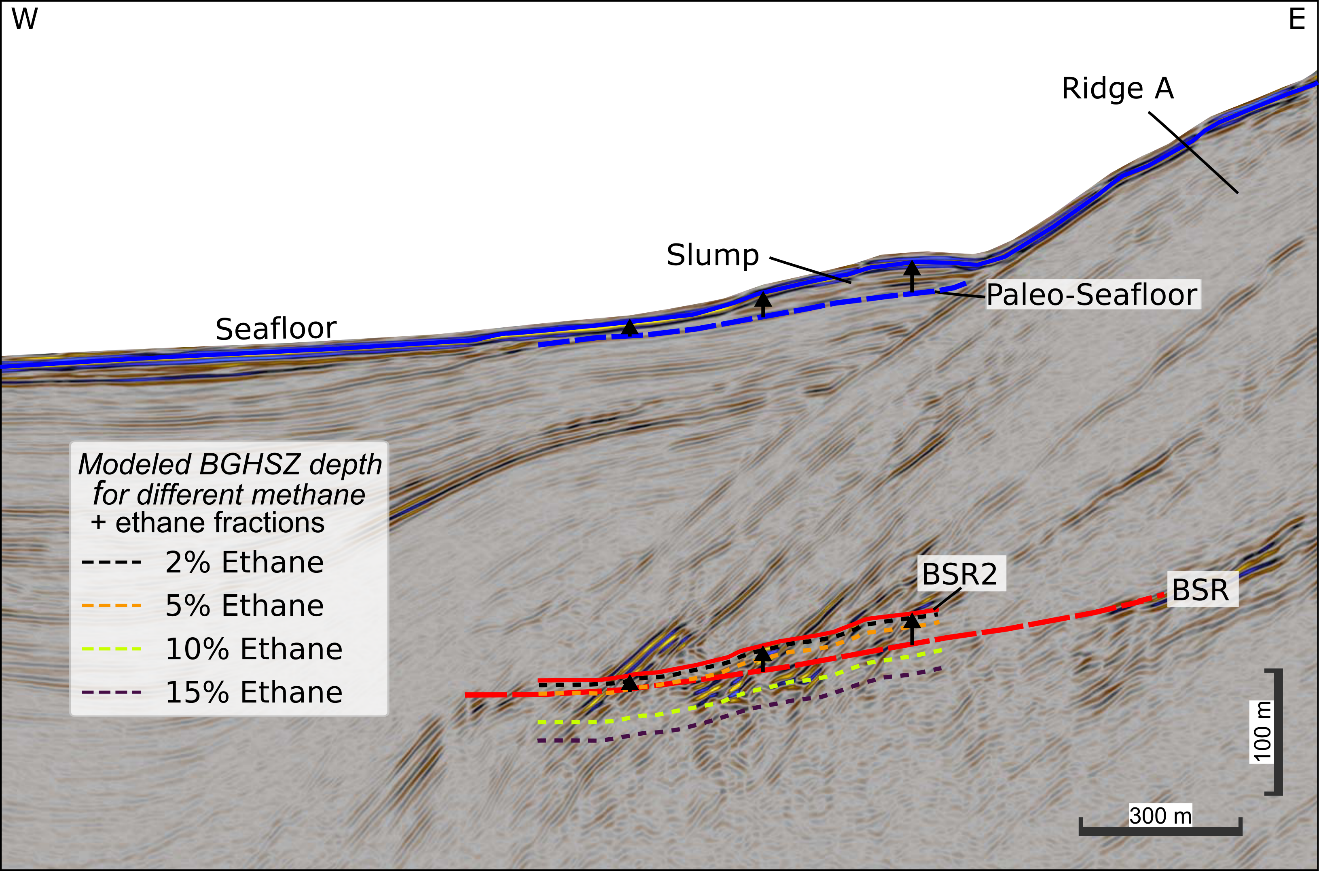 W
E
Ridge A
Slump
Paleo-Seafloor
Seafloor
Modeled BGHSZ depth
for different methane
+ ethane fractions
2% Ethane
5% Ethane
10% Ethane
15% Ethane
BSR2
BSR
100 m
300 m